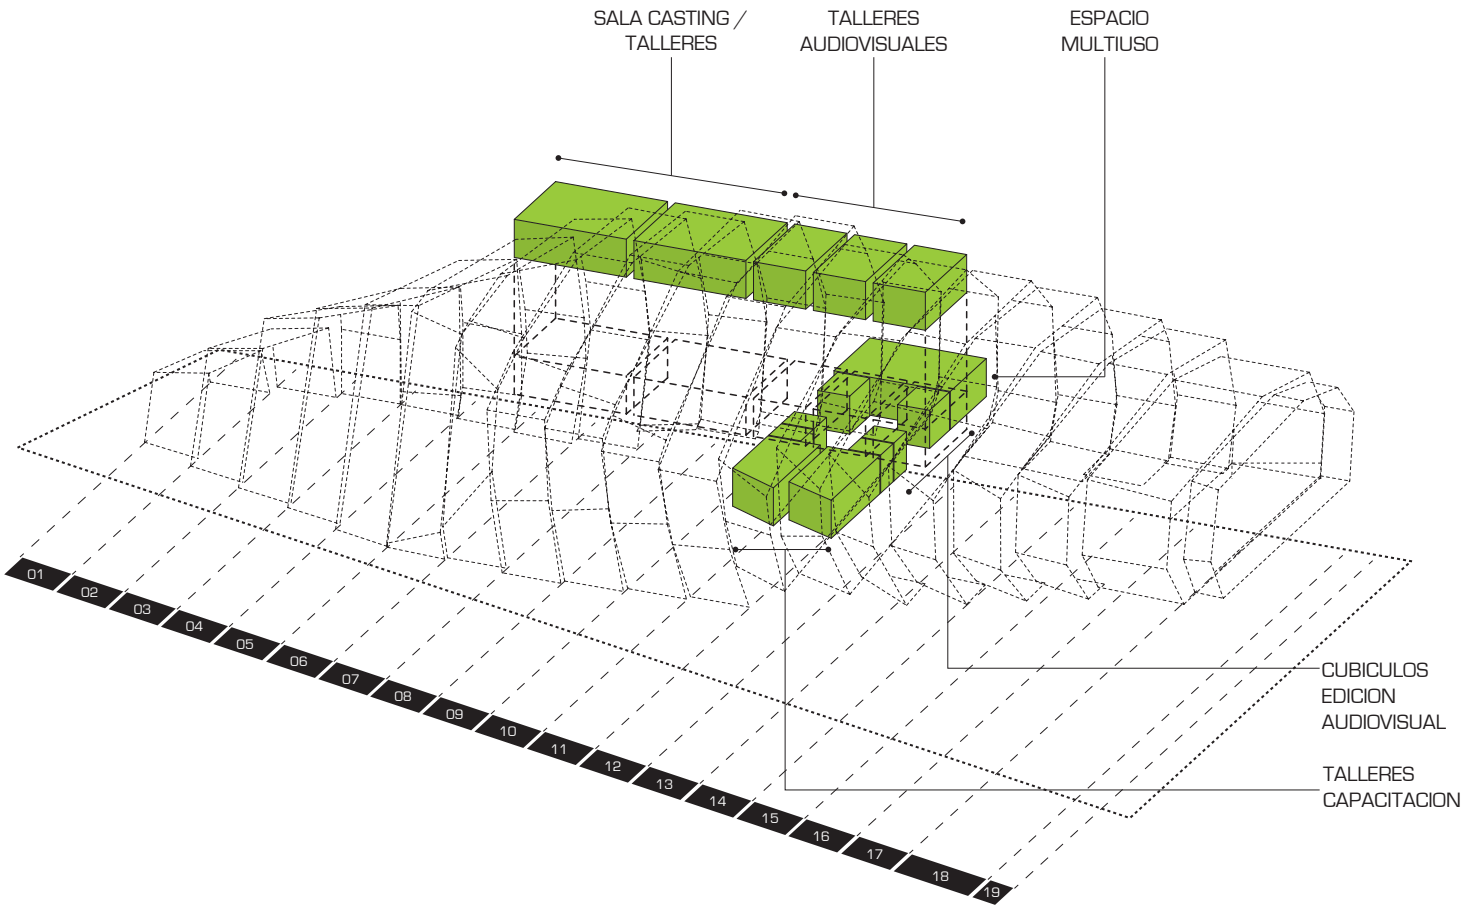 SALA CASTING /
TALLERES
TALLERES
AUDIOVISUALES
ESPACIO
MULTIUSO
CUBICULOS
EDICION
AUDIOVISUAL
TALLERES
CAPACITACION
01
02
03
04
05
06
07
08
09
10
11
12
13
14
15
16
17
18
19